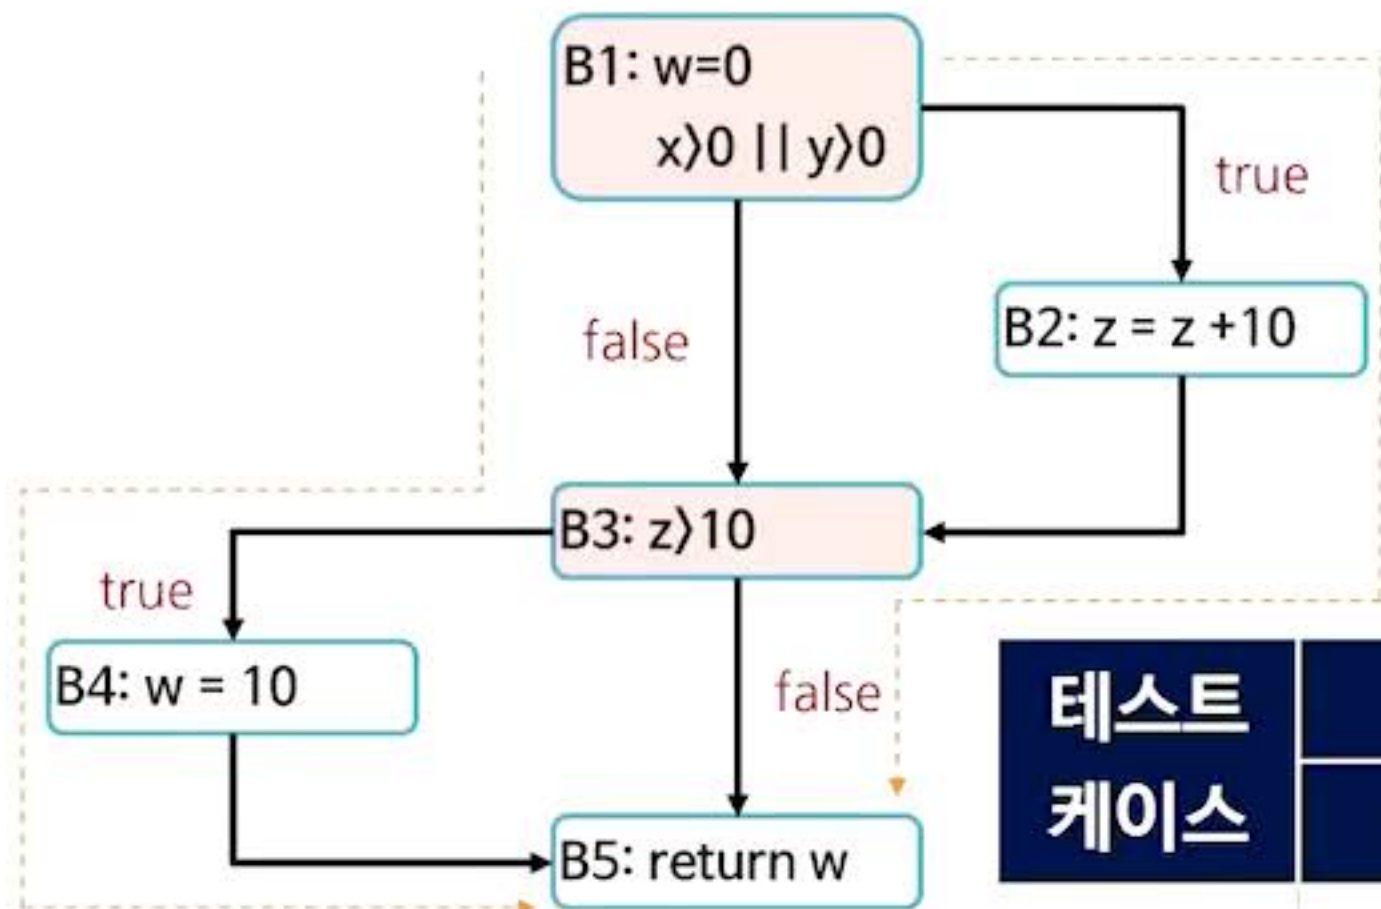 B1: w=0
x〉0 || y〉0
true
false
B2: z = z +10
B3: z〉10
true
false
B4: w = 10
B5: return w
테스트
케이스